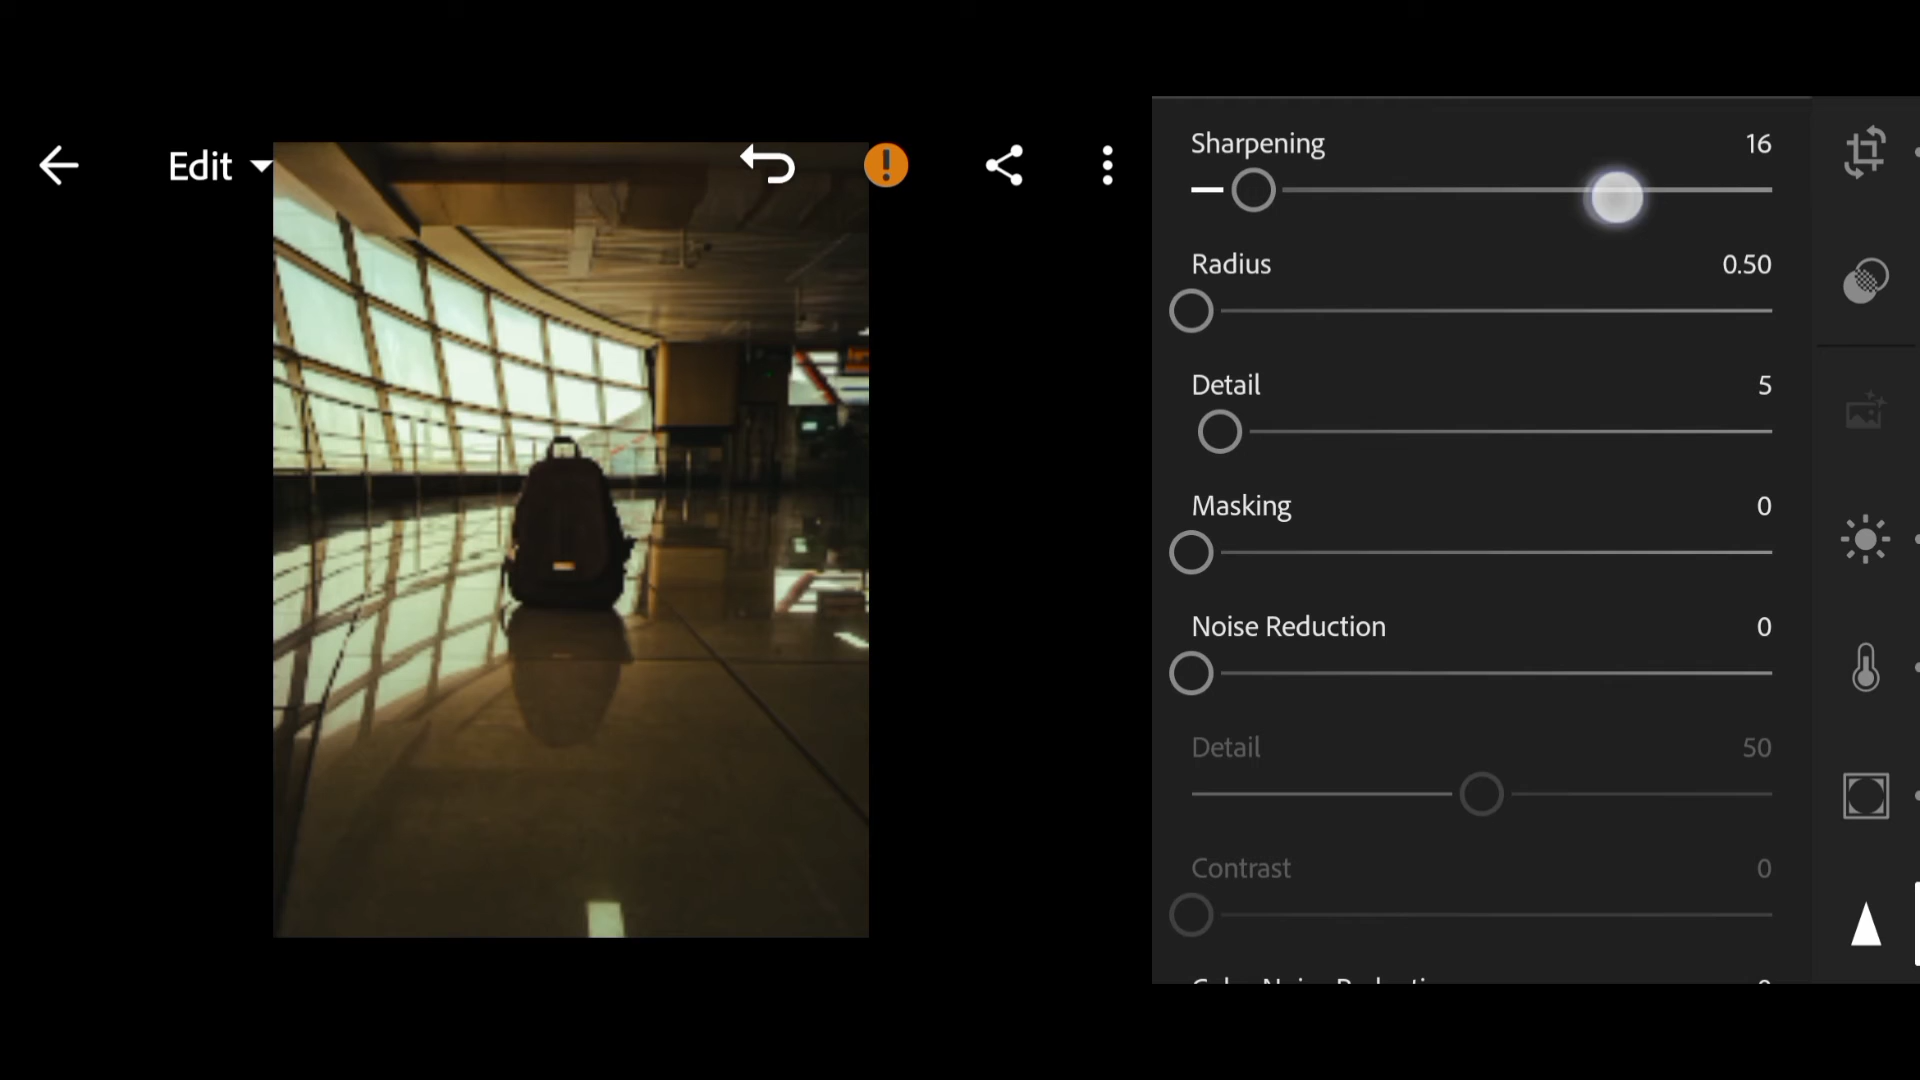 Edit
!
Sharpening 16
Radius 0.50
Detail 5
Masking 0
Noise Reduction 0
Detail 50
Contrast 0